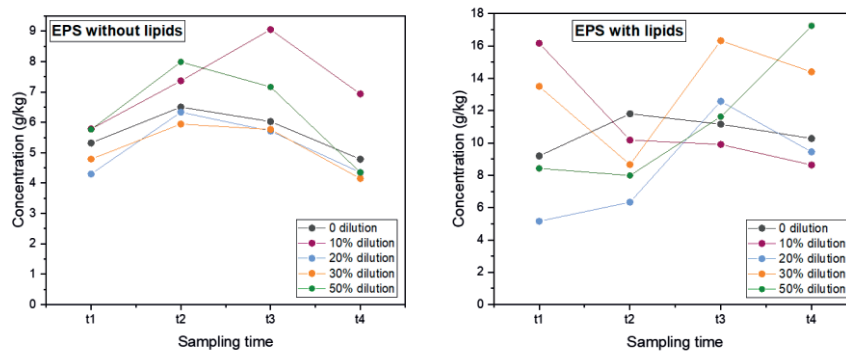 EPS without lipids
Concentration (g/kg)
9
8
7
6
5
4
3
2
1
0
0 dilution
10% dilution
20% dilution
30% dilution
50% dilution
t1 t2 t3 t4
Sampling time
EPS with lipids
Concentration (g/kg)
18
16
14
12
10
8
6
4
2
0
0 dilution
10% dilution
20% dilution
30% dilution
50% dilution
t1 t2 t3 t4
Sampling time